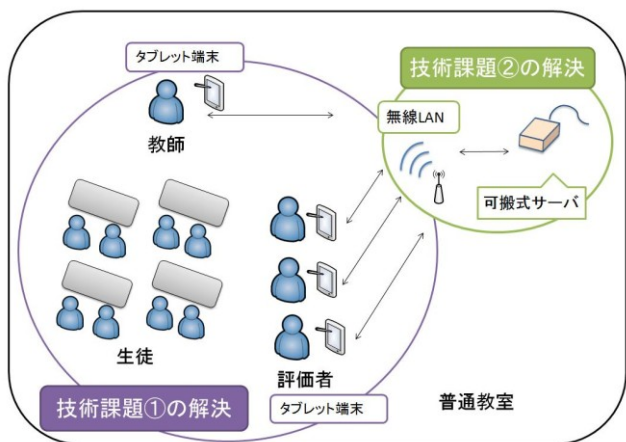 タブレット端末
技術課題②の解決
教師
無線LAN
可搬式サーバ
生徒
評価者
技術課題①の解決
タブレット端末
普通教室